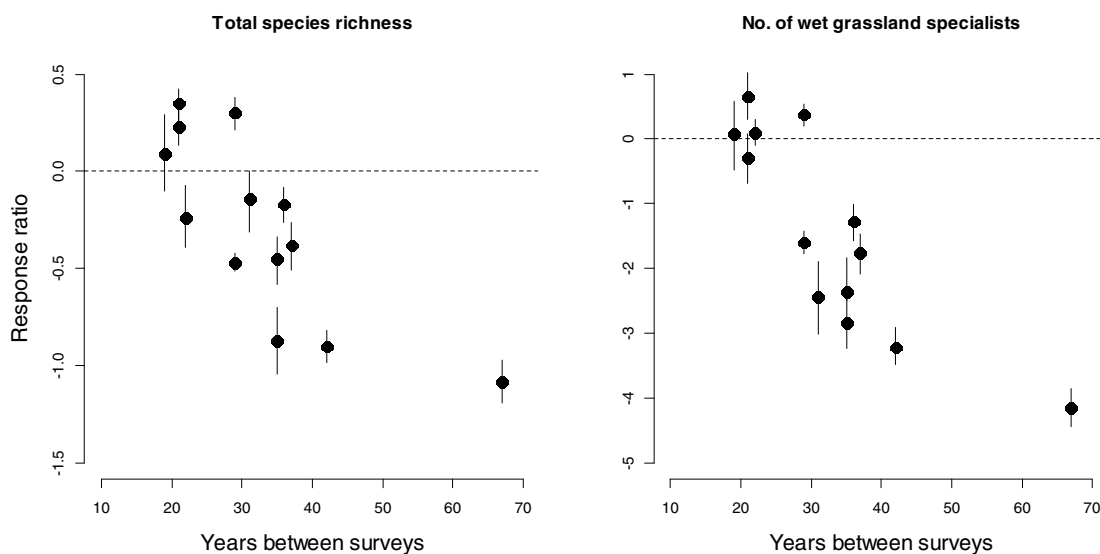 Total species richness
Response ratio
0.5
0.0
-0.5
-1.0
-1.5
10 20 30 40 50 60 70
Years between surveys
No. of wet grassland specialists
1
0
-1
-2
-3
-4
-5
10 20 30 40 50 60 70
Years between surveys